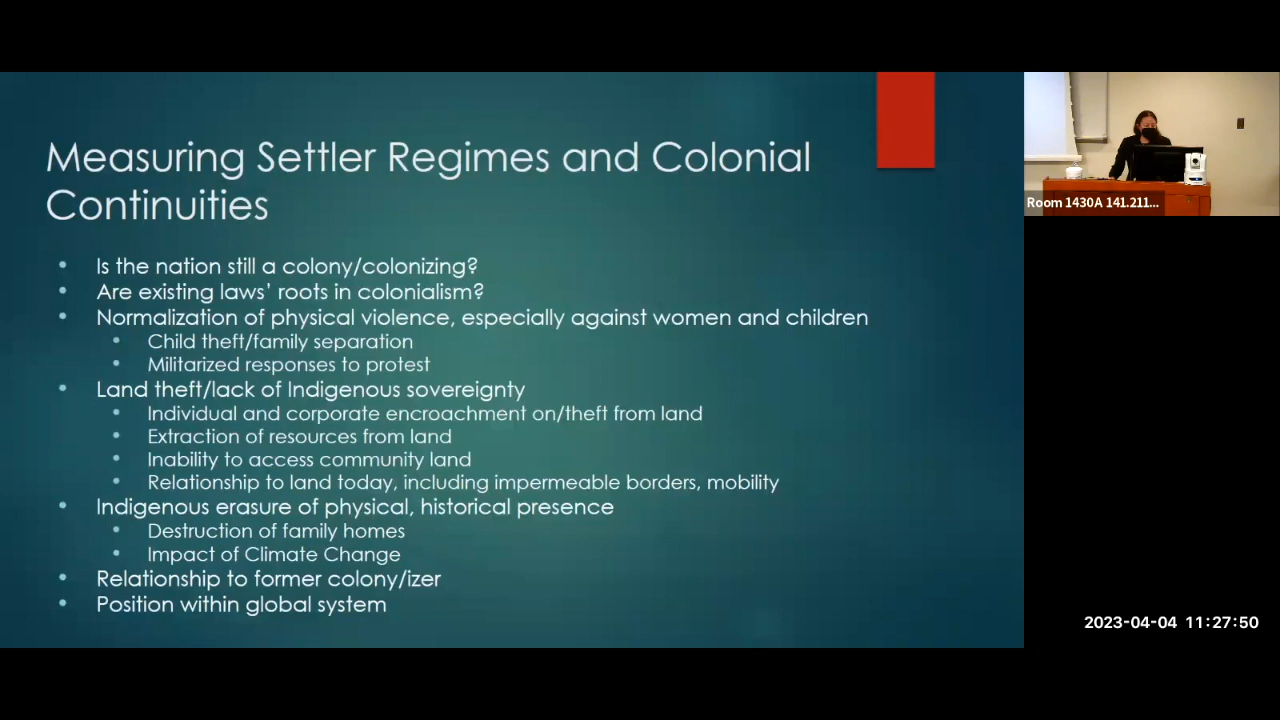 Measuring Settler Regimes and Colonial
Continuities
• Is the nation still a colony/colonizing?
• Are existing laws’ roots in colonialism?
• Normalization of physical violence, especially against women and children
• Child theft/family separation
• Militarized responses to protest
• Land theft/lack of Indigenous sovereignty
• Individual and corporate encroachment on/theft from land
• Extraction of resources from land
• Inability to access community land
• Relationship to land today, including impermeable borders, mobility
• Indigenous erasure of physical, historical presence
• Destruction of family homes
• Impact of Climate Change
• Relationship to former colony/izer
• Position within global system
Room 1430A 141.211...
2023-04-04 11:27:50